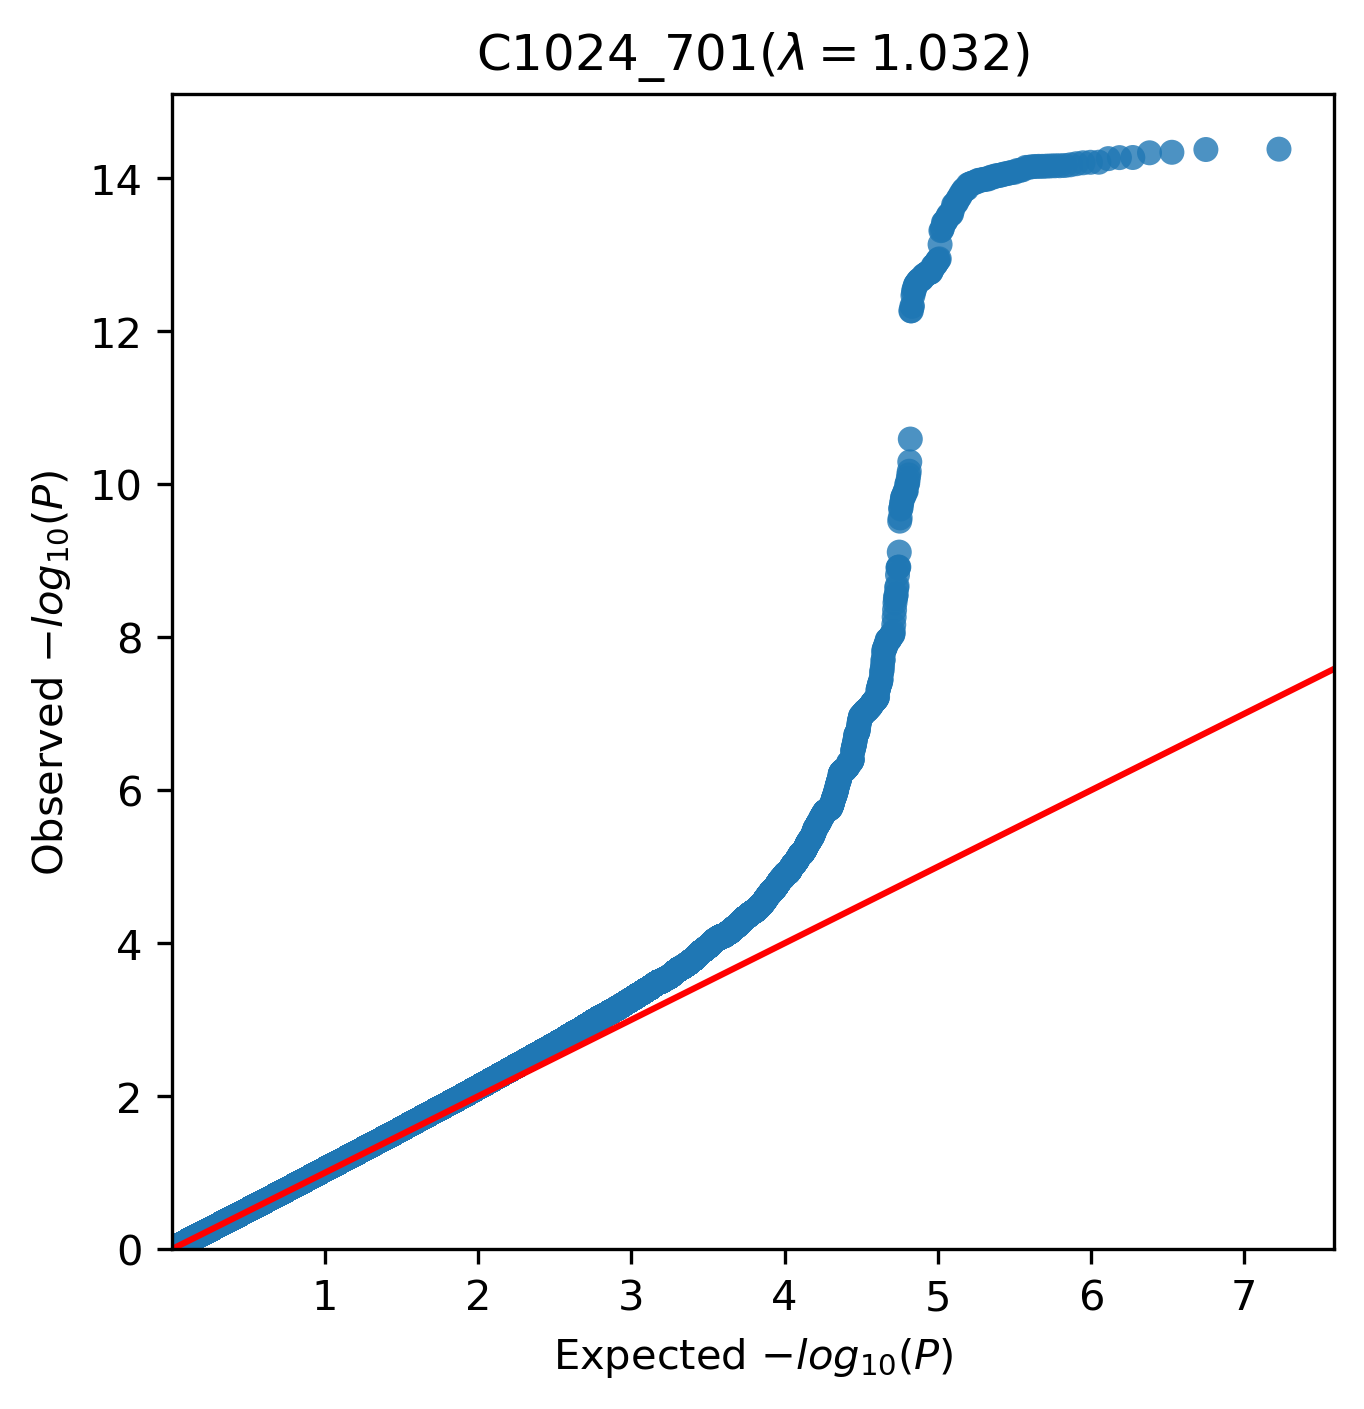 C1024_701(λ = 1.032)
Observed −log10(P)
14
12
10
8
6
4
2
0
1 2 3 4 5 6 7
Expected −log10(P)